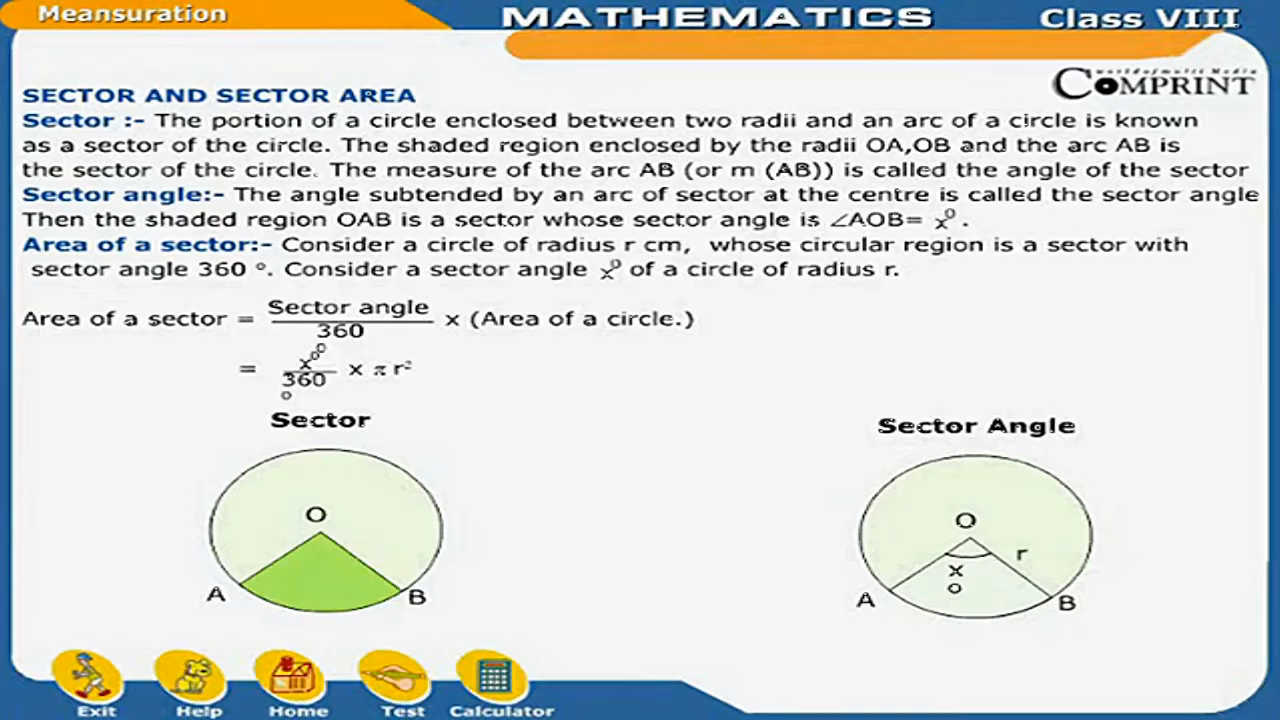 Meansuration
MATHEMATICS
Class VIII
world of multi Media
COMPRINT
SECTOR AND SECTOR AREA
Sector :- The portion of a circle enclosed between two radii and an arc of a circle is known
as a sector of the circle. The shaded region enclosed by the radii OA,OB and the arc AB is
the sector of the circle. The measure of the arc AB (or m (AB)) is called the angle of the sector
Sector angle:- The angle subtended by an arc of sector at the centre is called the sector angle
Then the shaded region OAB is a sector whose sector angle is ∠AOB= x⁰ .
Area of a sector:- Consider a circle of radius r cm, whose circular region is a sector with
sector angle 360 °. Consider a sector angle x⁰ of a circle of radius r.
Sector angle
Area of a sector = x (Area of a circle.)
360
x⁰⁰
= x π r²
360
o
Sector
Sector Angle
O
A
B
O
r
x
o
A
B
Exit
Help
Home
Test
Calculator